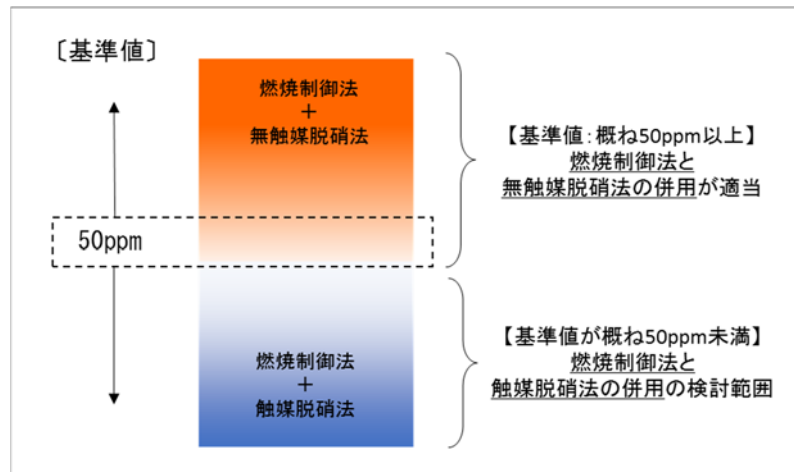 〔基準値〕
燃焼制御法
＋
無触媒脱硝法
【基準値：概ね50ppm以上】
燃焼制御法と
無触媒脱硝法の併用が適当
50ppm
燃焼制御法
＋
触媒脱硝法
【基準値が概ね50ppm未満】
燃焼制御法と
触媒脱硝法の併用の検討範囲